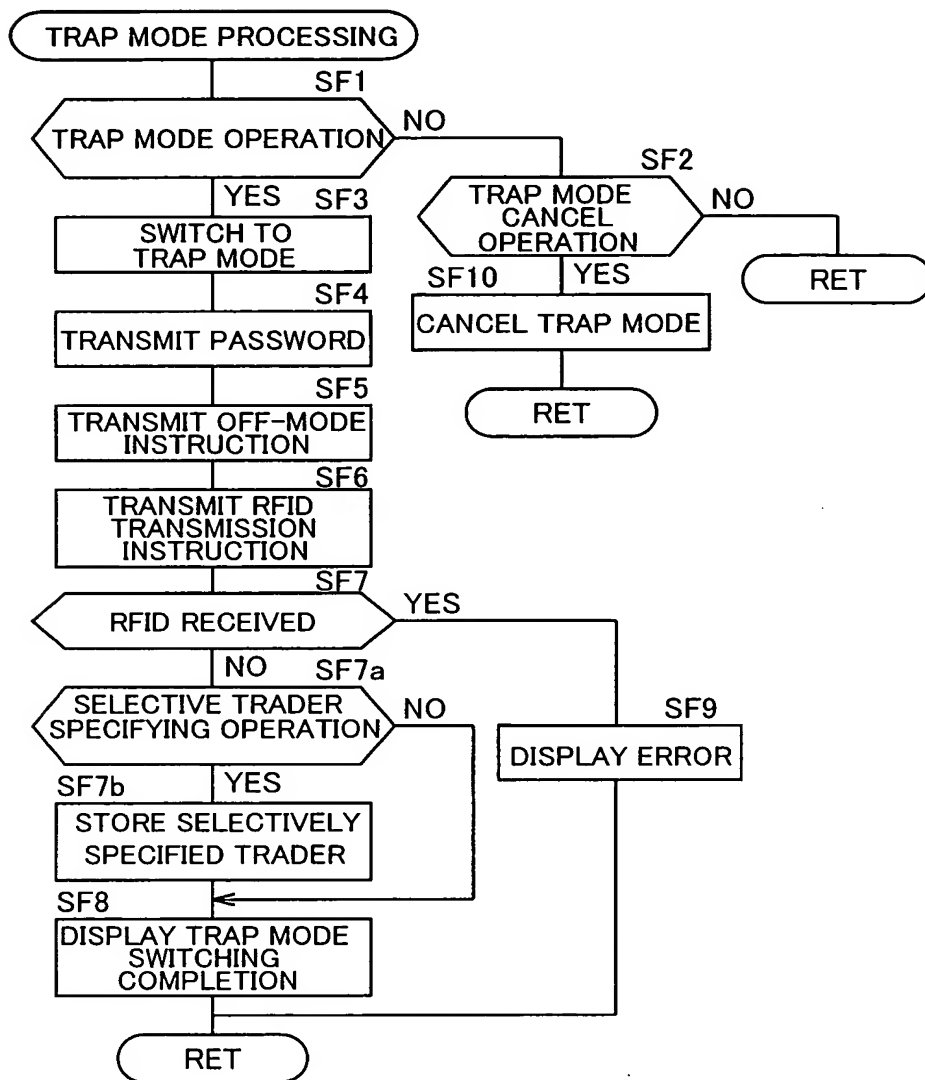 TRAP MODE PROCESSING
SF1
TRAP MODE OPERATION
NO
SF2
YES
SF3
TRAP MODE
CANCEL
OPERATION
NO
SWITCH TO
TRAP MODE
SF10
YES
RET
SF4
CANCEL TRAP MODE
TRANSMIT PASSWORD
SF5
RET
TRANSMIT OFF-MODE
INSTRUCTION
SF6
TRANSMIT RFID
TRANSMISSION
INSTRUCTION
SF7
RFID RECEIVED
YES
NO
SF7a
SELECTIVE TRADER
SPECIFYING OPERATION
NO
SF9
DISPLAY ERROR
SF7b
YES
STORE SELECTIVELY
SPECIFIED TRADER
SF8
DISPLAY TRAP MODE
SWITCHING
COMPLETION
RET